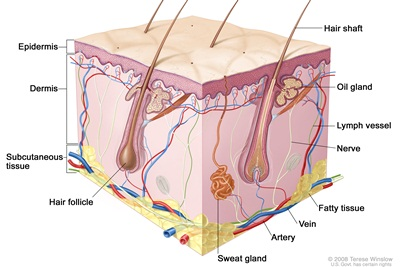 Hair shaft
Epidermis
Dermis
Oil gland
Lymph vessel
Nerve
Subcutaneous
tissue
Hair follicle
Fatty tissue
Vein
Artery
Sweat gland
© 2008 Terese Winslow
U.S. Govt. has certain rights